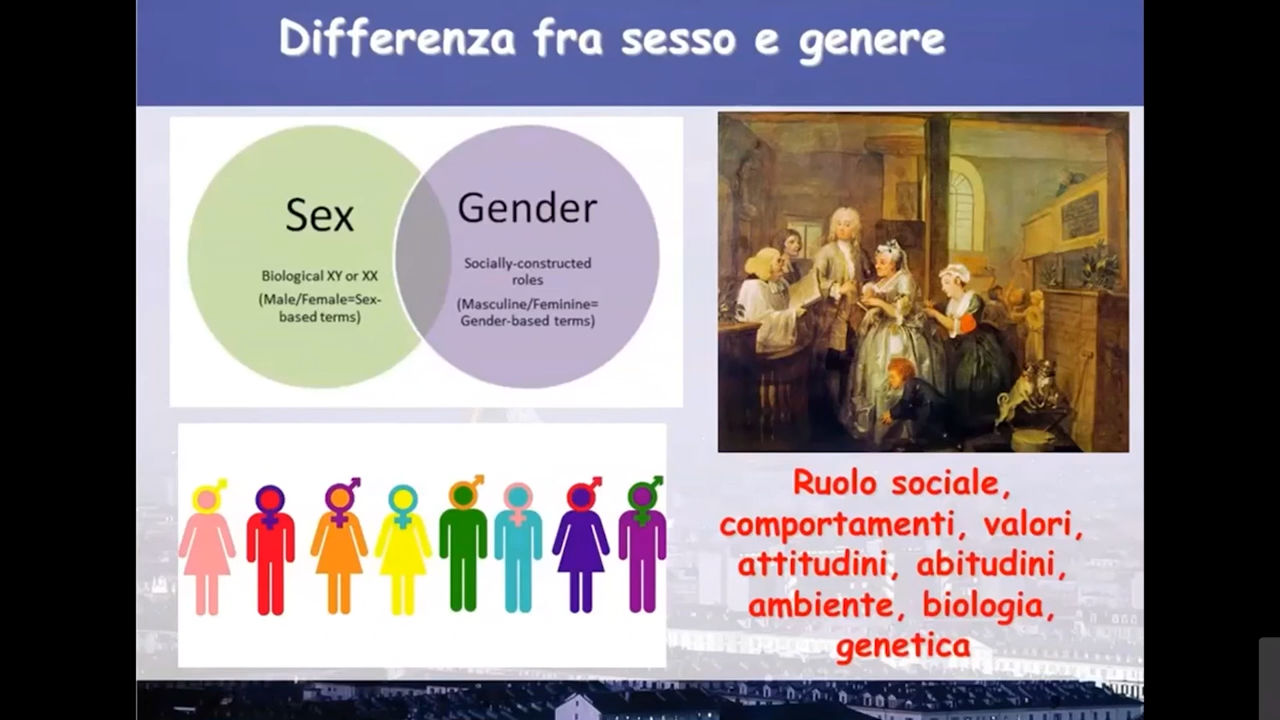 Differenza fra sesso e genere
Sex
Biological XY or XX
(Male/Female=Sex-
based terms)
Gender
Socially-constructed
roles
(Masculine/Feminine=
Gender-based terms)
Ruolo sociale,
comportamenti, valori,
attitudini, abitudini,
ambiente, biologia,
genetica